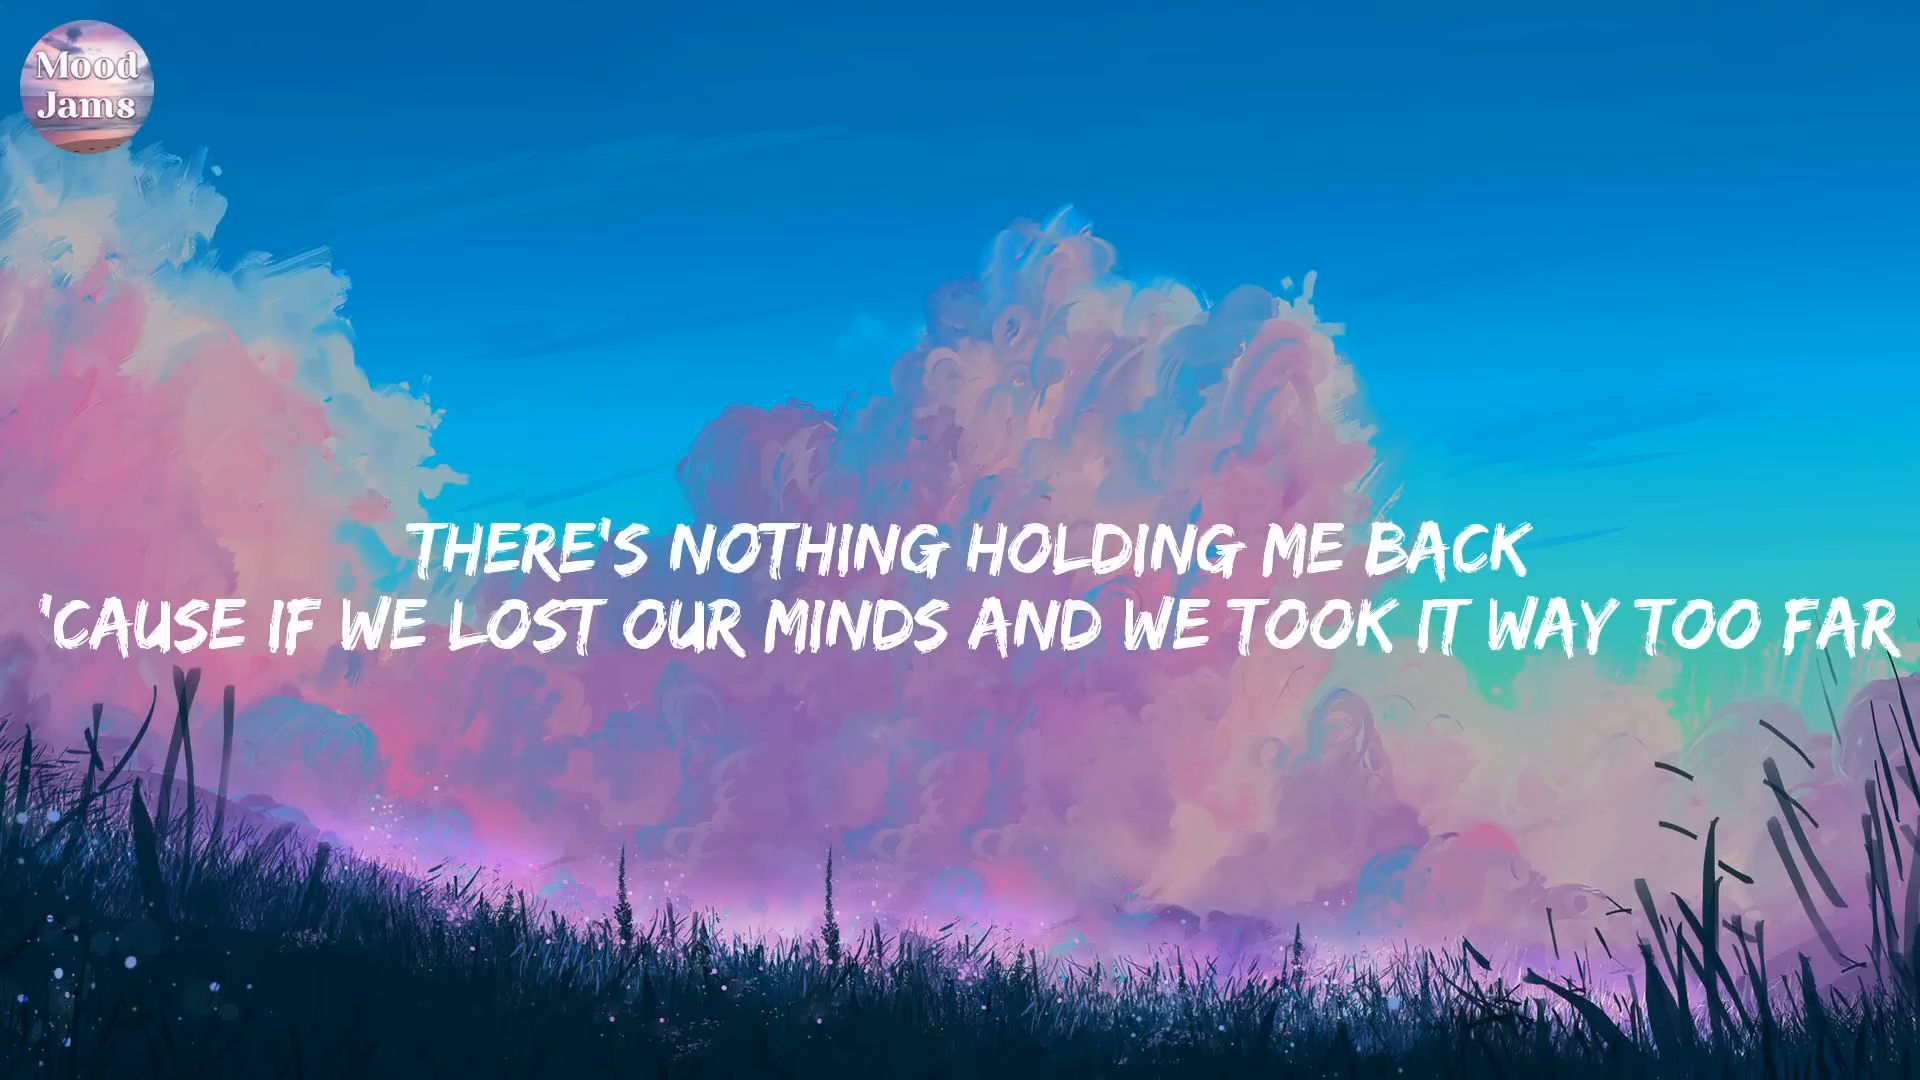 Mood
Jams
THERE'S NOTHING HOLDING ME BACK
'CAUSE IF WE LOST OUR MINDS AND WE TOOK IT WAY TOO FAR